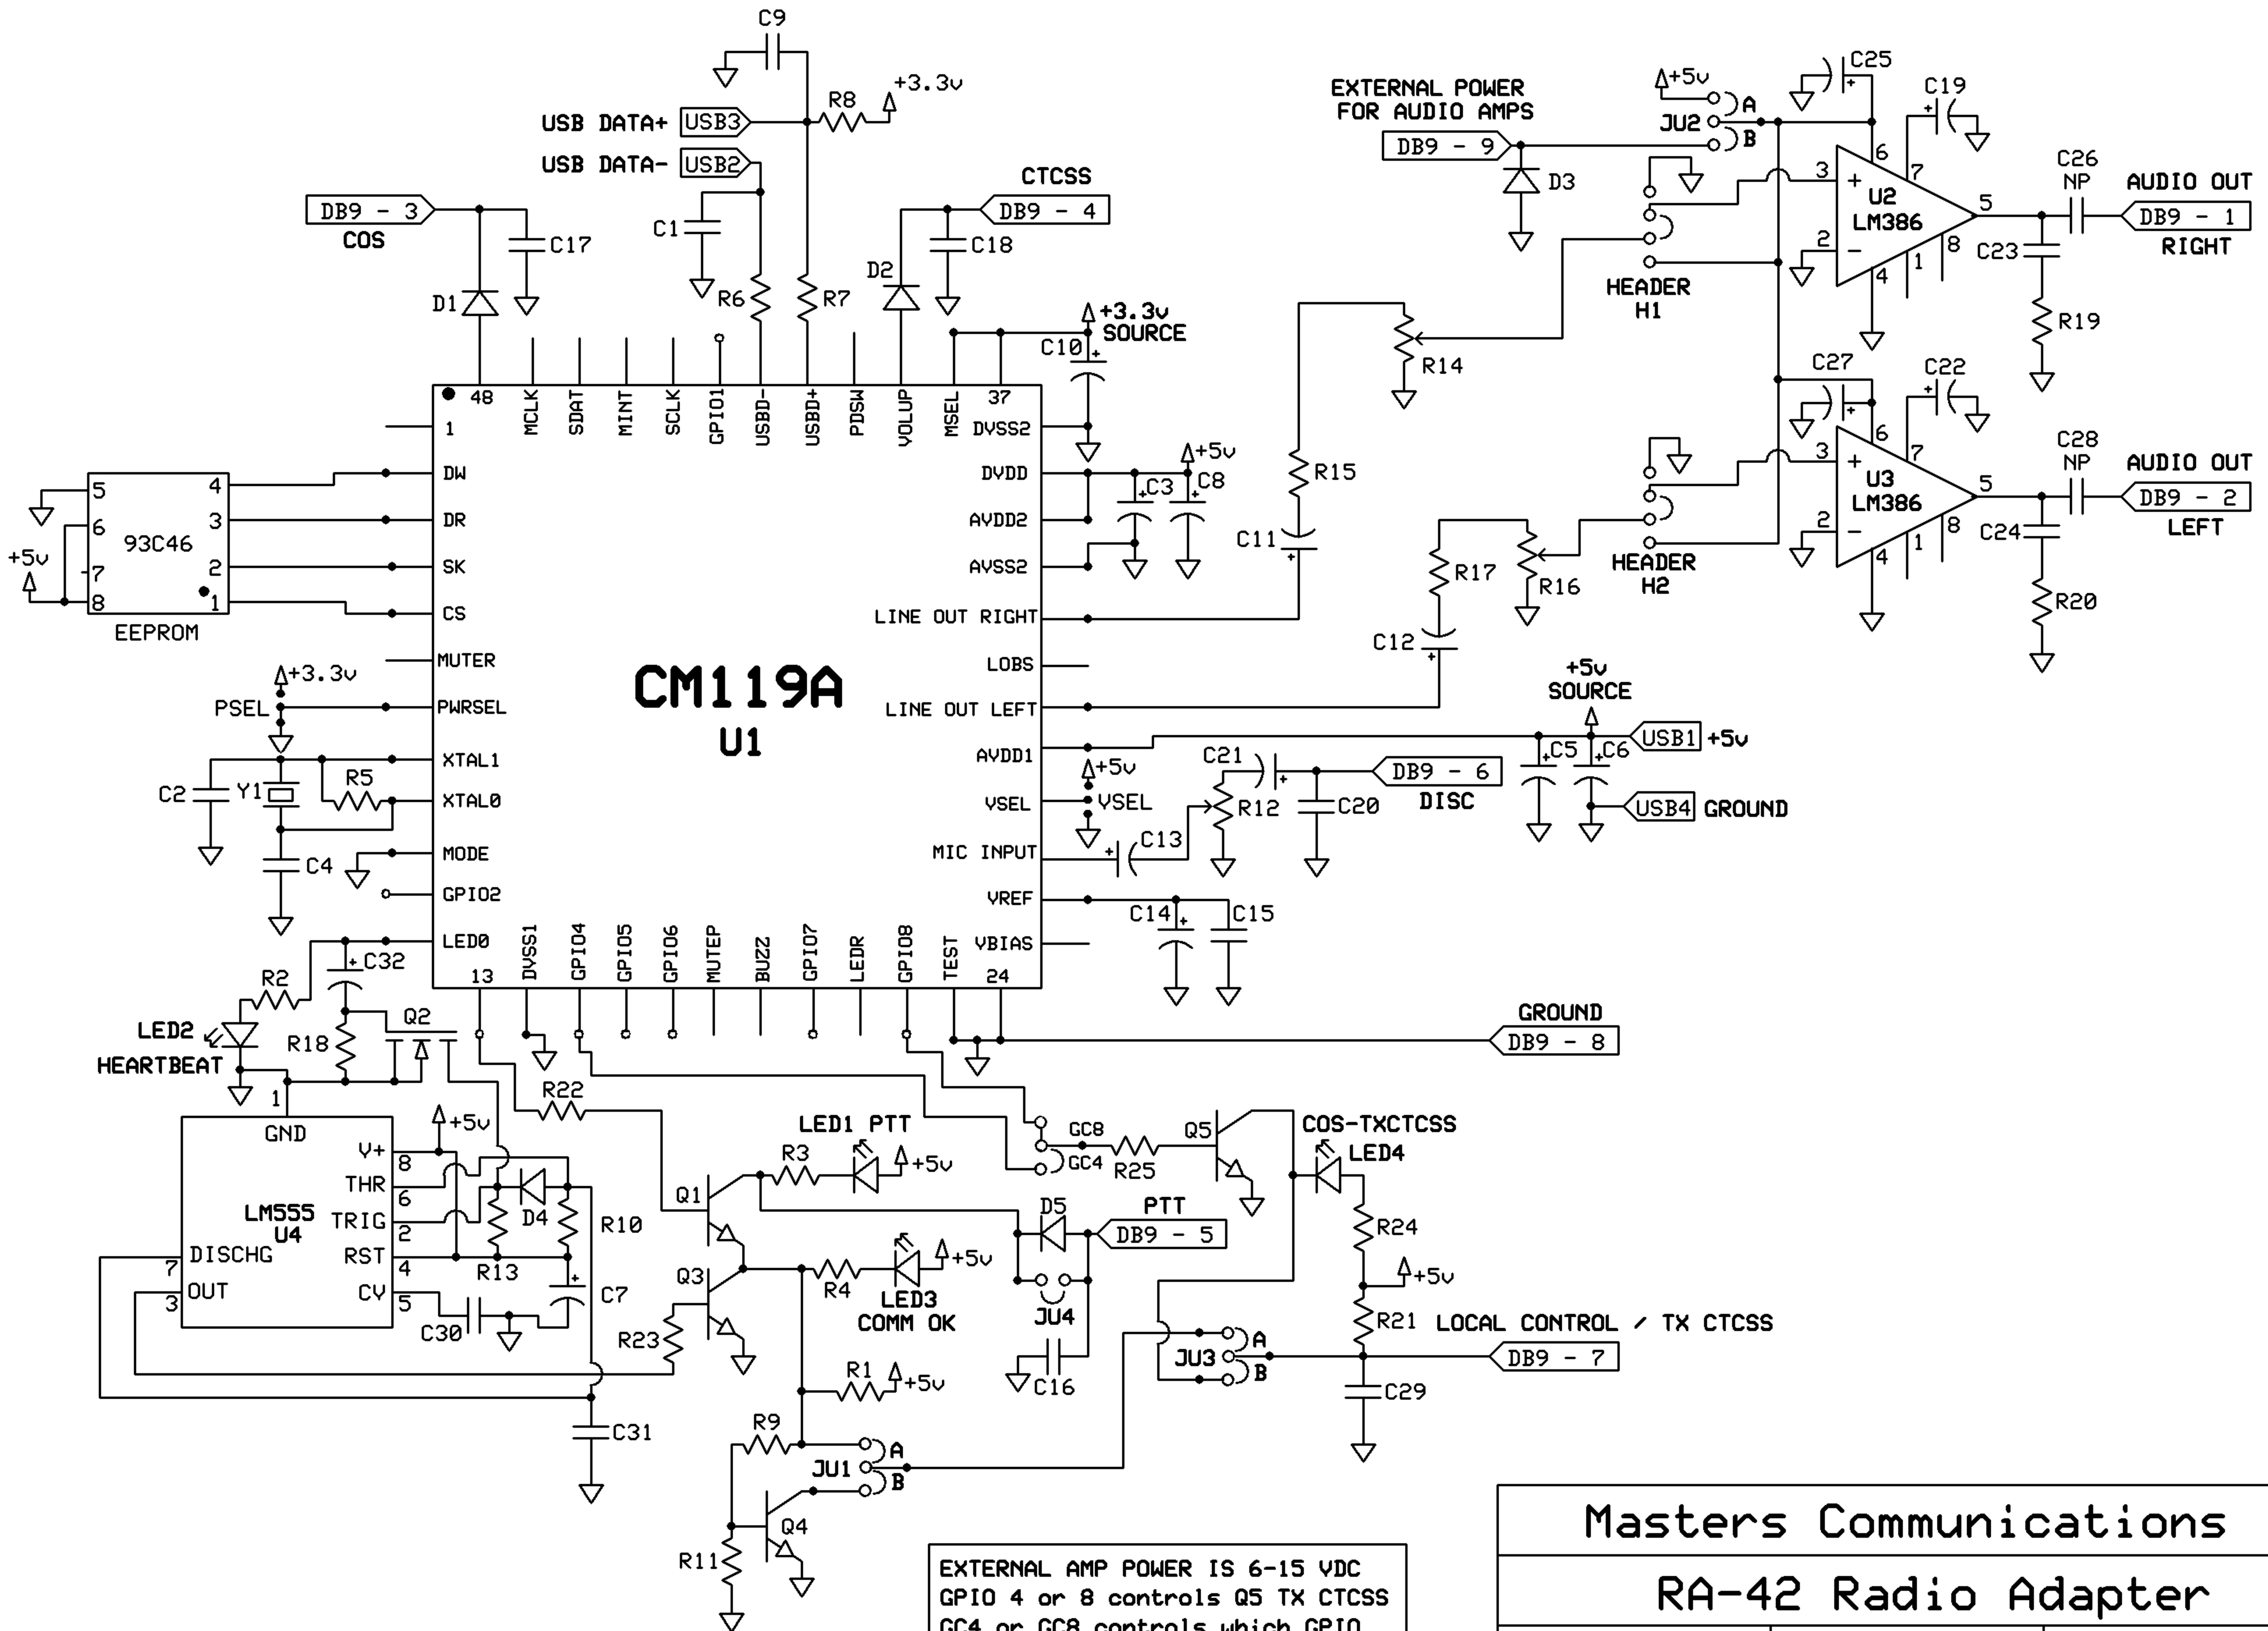 C9
+3.3v
R8
USB DATA+ USB3
USB DATA- USB2
C1
R6
R7
DB9 - 3
COS
C17
D1
CTCSS
DB9 - 4
C18
D2
+3.3v
SOURCE
C10
EXTERNAL POWER
FOR AUDIO AMPS
DB9 - 9
D3
+5v
JU2
A
B
C25
C19
6
7
3
+
U2
LM386
5
2
-
4
1
8
C26
NP
AUDIO OUT
DB9 - 1
RIGHT
C23
R19
HEADER
H1
R14
C27
C22
6
7
3
+
U3
LM386
5
2
-
4
1
8
C28
NP
AUDIO OUT
DB9 - 2
LEFT
C24
R20
HEADER
H2
R15
C11
R17
R16
C12
48
MCLK
SDAT
MINT
SCLK
GPIO1
USBD-
USBD+
PDSW
VOLUP
MSEL
37
1
DW
DR
SK
CS
MUTER
PWRSEL
XTAL1
XTAL0
MODE
GPIO2
LED0
CM119A
U1
DVSS2
DVDD
AVDD2
AVSS2
LINE OUT RIGHT
LOBS
LINE OUT LEFT
AVDD1
VSEL
MIC INPUT
VREF
VBIAS
13
DVSS1
GPIO4
GPIO5
GPIO6
MUTEP
BUZZ
GPIO7
LEDR
GPIO8
TEST
24
+5v
C3
C8
5
6
7
8
4
3
2
1
93C46
+5v
EEPROM
+3.3v
PSEL
C2
Y1
R5
C4
+5v
SOURCE
USB1 +5v
C5
C6
USB4 GROUND
+5v
VSEL
C21
R12
DB9 - 6
DISC
C20
C13
C14
C15
C32
R2
LED2
HEARTBEAT
R18
Q2
GROUND
DB9 - 8
1
GND
V+
8
THR
6
TRIG
2
RST
4
CV
5
LM555
U4
DISCHG
7
OUT
3
+5v
D4
R10
R13
C7
C30
C31
R22
LED1 PTT
R3
+5v
Q1
Q3
R4
+5v
LED3
COMM OK
R23
R1
+5v
R9
JU1
A
B
Q4
R11
GC8
GC4
R25
Q5
COS-TXCTCSS
LED4
D5
PTT
DB9 - 5
JU4
C16
R24
+5v
R21
LOCAL CONTROL / TX CTCSS
DB9 - 7
JU3
A
B
C29
EXTERNAL AMP POWER IS 6-15 VDC
GPIO 4 or 8 controls Q5 TX CTCSS
GC4 or GC8 controls which GPIO
Masters Communications
RA-42 Radio Adapter